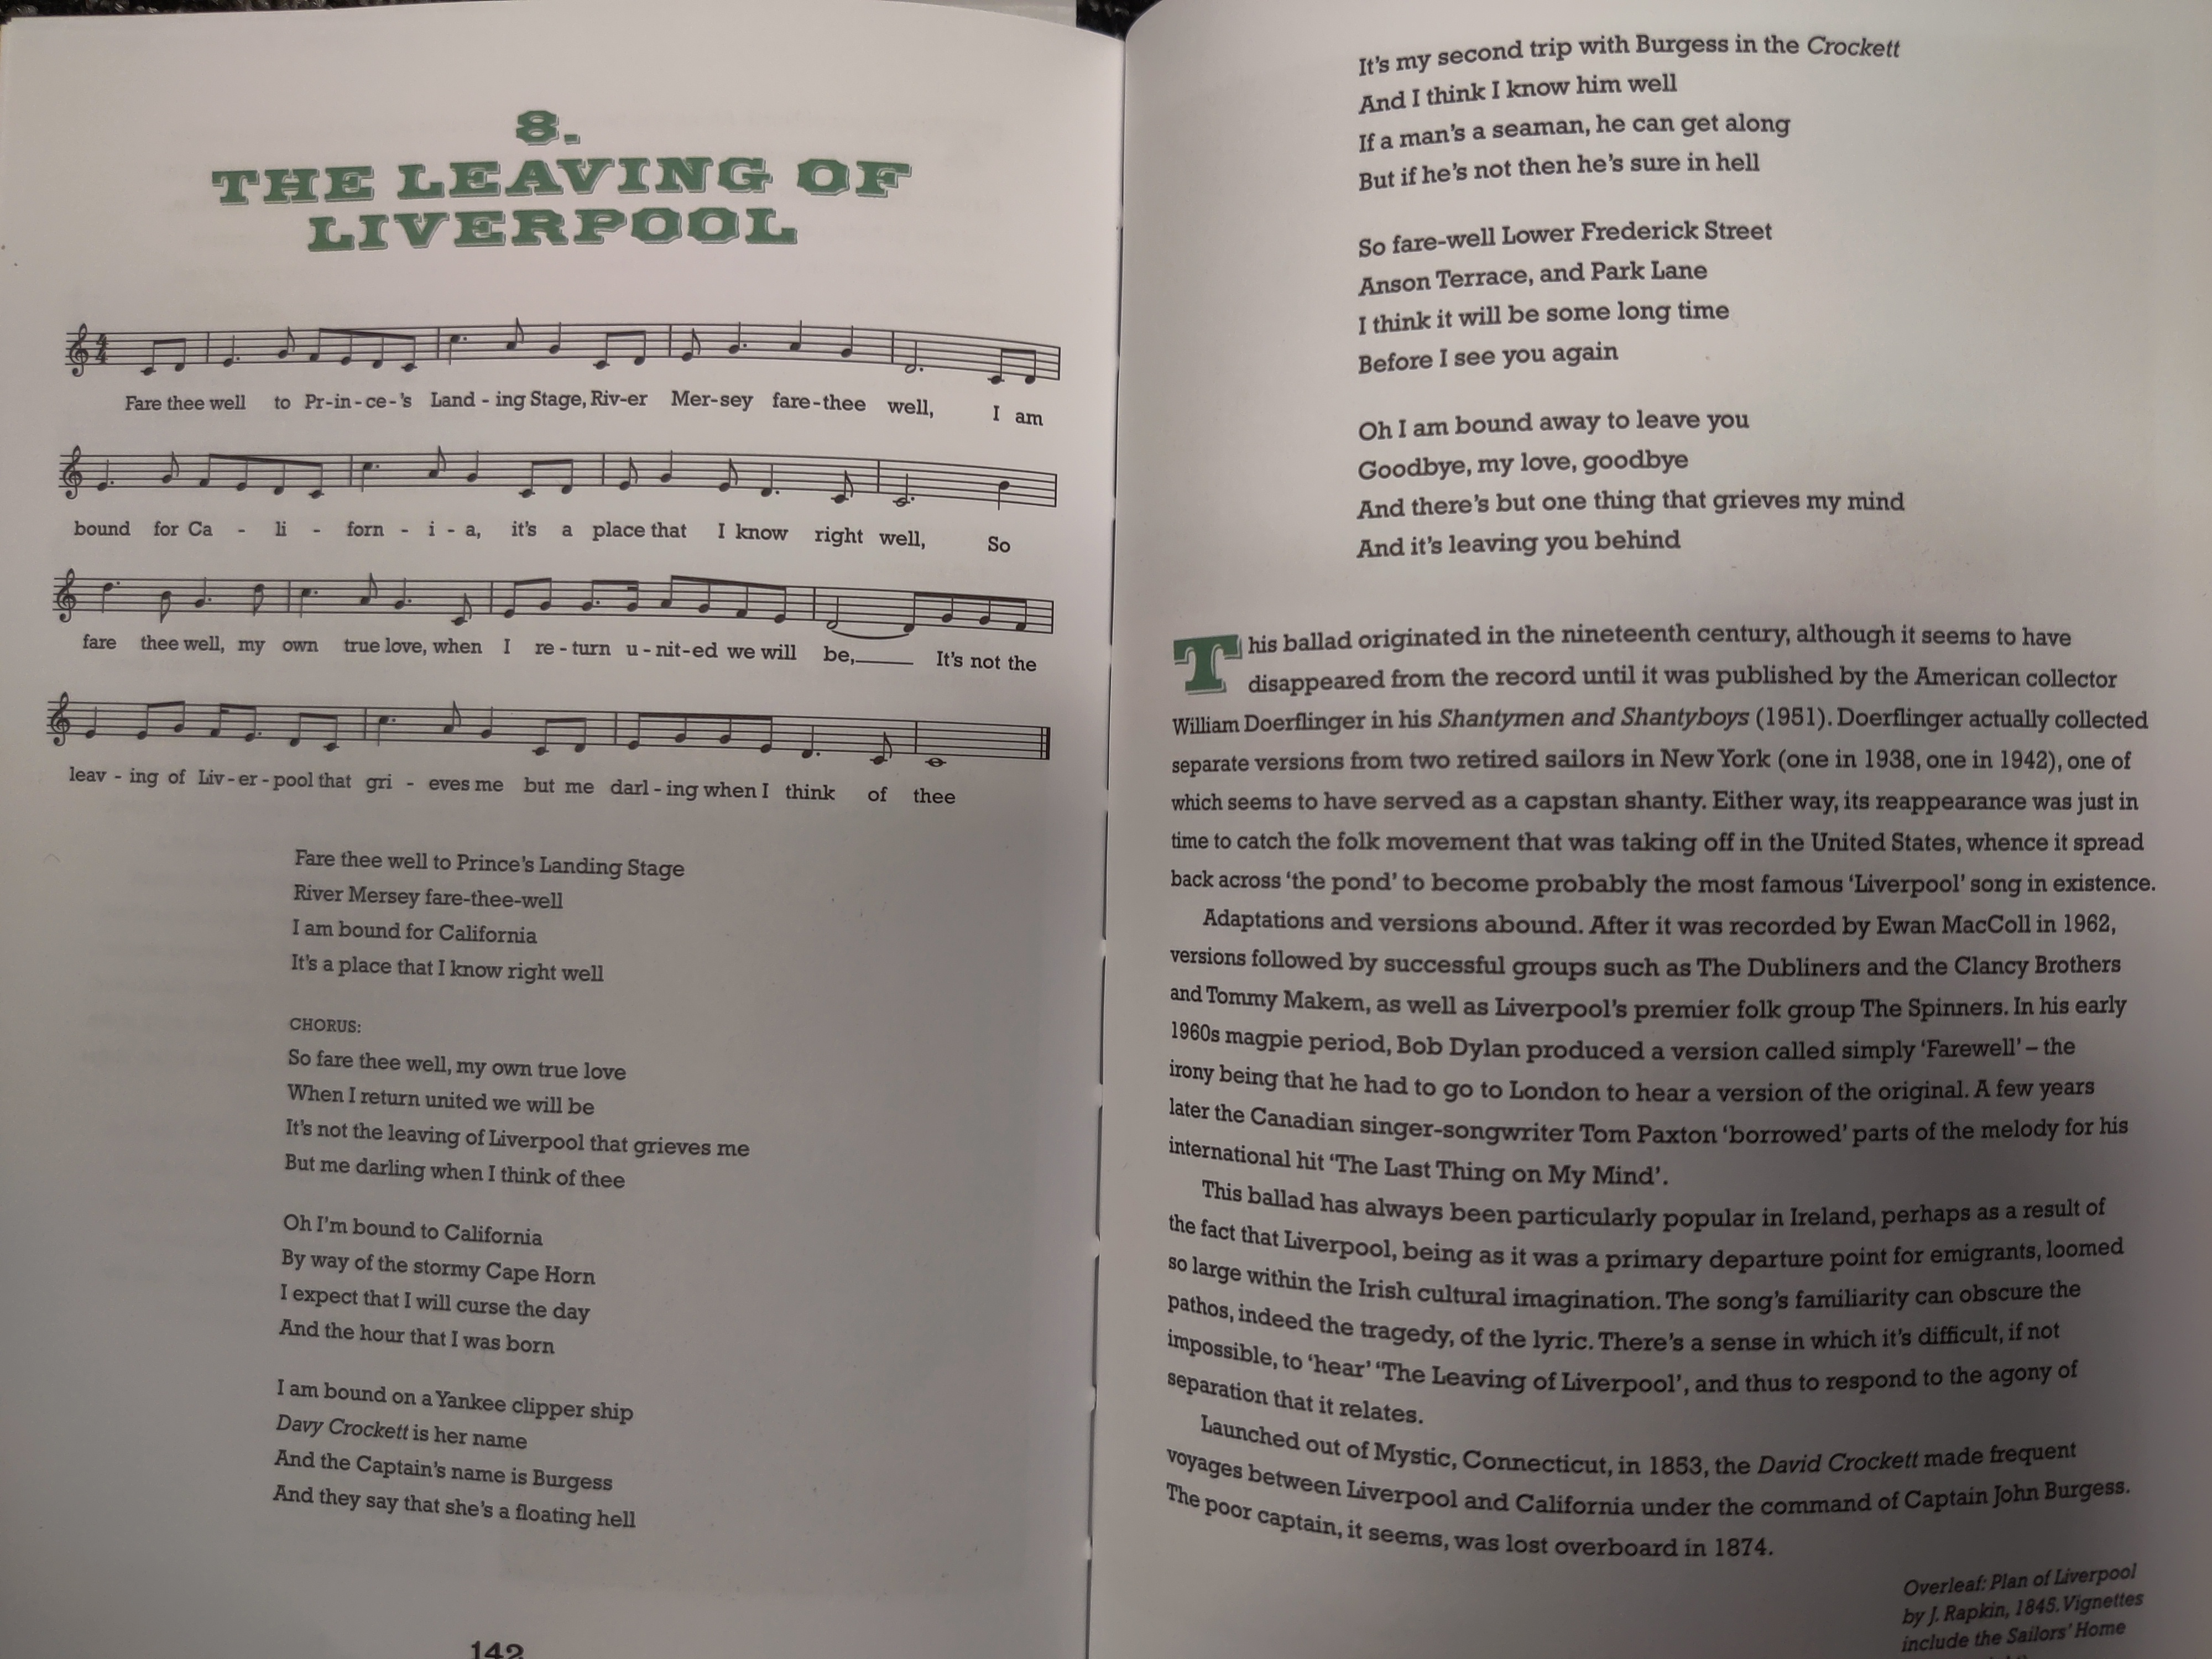 8.
THE LEAVING OF
LIVERPOOL
Fare thee well to Pr-in-ce-'s Land - ing Stage, Riv-er Mer-sey fare-thee well, I am
bound for Ca - li - forn - i - a, it's a place that I know right well, So
fare thee well, my own true love, when I re - turn u - nit-ed we will be,____ It's not the
leav - ing of Liv-er-pool that gri - eves me but me darl - ing when I think of thee
Fare thee well to Prince's Landing Stage
River Mersey fare-thee-well
I am bound for California
It's a place that I know right well
CHORUS:
So fare thee well, my own true love
When I return united we will be
It's not the leaving of Liverpool that grieves me
But me darling when I think of thee
Oh I'm bound to California
By way of the stormy Cape Horn
I expect that I will curse the day
And the hour that I was born
I am bound on a Yankee clipper ship
Davy Crockett is her name
And the Captain's name is Burgess
And they say that she's a floating hell
142
It's my second trip with Burgess in the Crockett
And I think I know him well
If a man's a seaman, he can get along
But if he's not then he's sure in hell
So fare-well Lower Frederick Street
Anson Terrace, and Park Lane
I think it will be some long time
Before I see you again
Oh I am bound away to leave you
Goodbye, my love, goodbye
And there's but one thing that grieves my mind
And it's leaving you behind
This ballad originated in the nineteenth century, although it seems to have
disappeared from the record until it was published by the American collector
William Doerflinger in his Shantymen and Shantyboys (1951). Doerflinger actually collected
separate versions from two retired sailors in New York (one in 1938, one in 1942), one of
which seems to have served as a capstan shanty. Either way, its reappearance was just in
time to catch the folk movement that was taking off in the United States, whence it spread
back across 'the pond' to become probably the most famous 'Liverpool' song in existence.
Adaptations and versions abound. After it was recorded by Ewan MacColl in 1962,
versions followed by successful groups such as The Dubliners and the Clancy Brothers
and Tommy Makem, as well as Liverpool's premier folk group The Spinners. In his early
1960s magpie period, Bob Dylan produced a version called simply 'Farewell' – the
irony being that he had to go to London to hear a version of the original. A few years
later the Canadian singer-songwriter Tom Paxton 'borrowed' parts of the melody for his
international hit 'The Last Thing on My Mind'.
This ballad has always been particularly popular in Ireland, perhaps as a result of
the fact that Liverpool, being as it was a primary departure point for emigrants, loomed
so large within the Irish cultural imagination. The song's familiarity can obscure the
pathos, indeed the tragedy, of the lyric. There's a sense in which it's difficult, if not
impossible, to 'hear' 'The Leaving of Liverpool', and thus to respond to the agony of
separation that it relates.
Launched out of Mystic, Connecticut, in 1853, the David Crockett made frequent
voyages between Liverpool and California under the command of Captain John Burgess.
The poor captain, it seems, was lost overboard in 1874.
Overleaf: Plan of Liverpool
by J. Rapkin, 1845. Vignettes
include the Sailors' Home